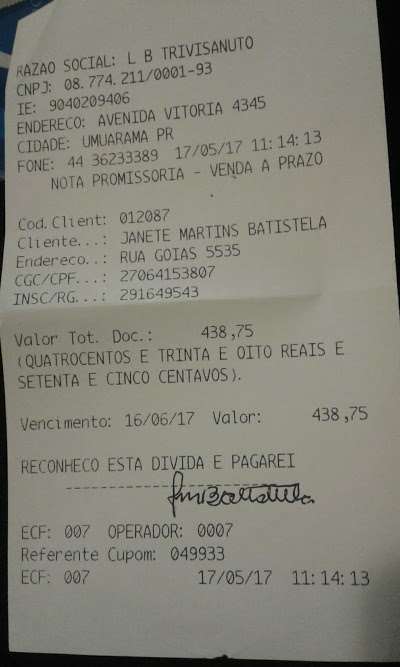 RAZAO SOCIAL: L B TRIVISANUTO
CNPJ: 08.774.211/0001-93
IE: 9040209406
ENDERECO: AVENIDA VITORIA 4345
CIDADE: UMUARAMA PR
FONE: 44 36233389 17/05/17 11:14:13
NOTA PROMISSORIA - VENDA A PRAZO
Cod.Client: 012087
Cliente...: JANETE MARTINS BATISTELA
Endereco..: RUA GOIAS 5535
CGC/CPF...: 27064153807
INSC/RG...: 291649543
Valor Tot. Doc.: 438,75
(QUATROCENTOS E TRINTA E OITO REAIS E
SETENTA E CINCO CENTAVOS).
Vencimento: 16/06/17 Valor: 438,75
RECONHECO ESTA DIVIDA E PAGAREI
ECF: 007 OPERADOR: 0007
Referente Cupom: 049933
ECF: 007 17/05/17 11:14:13